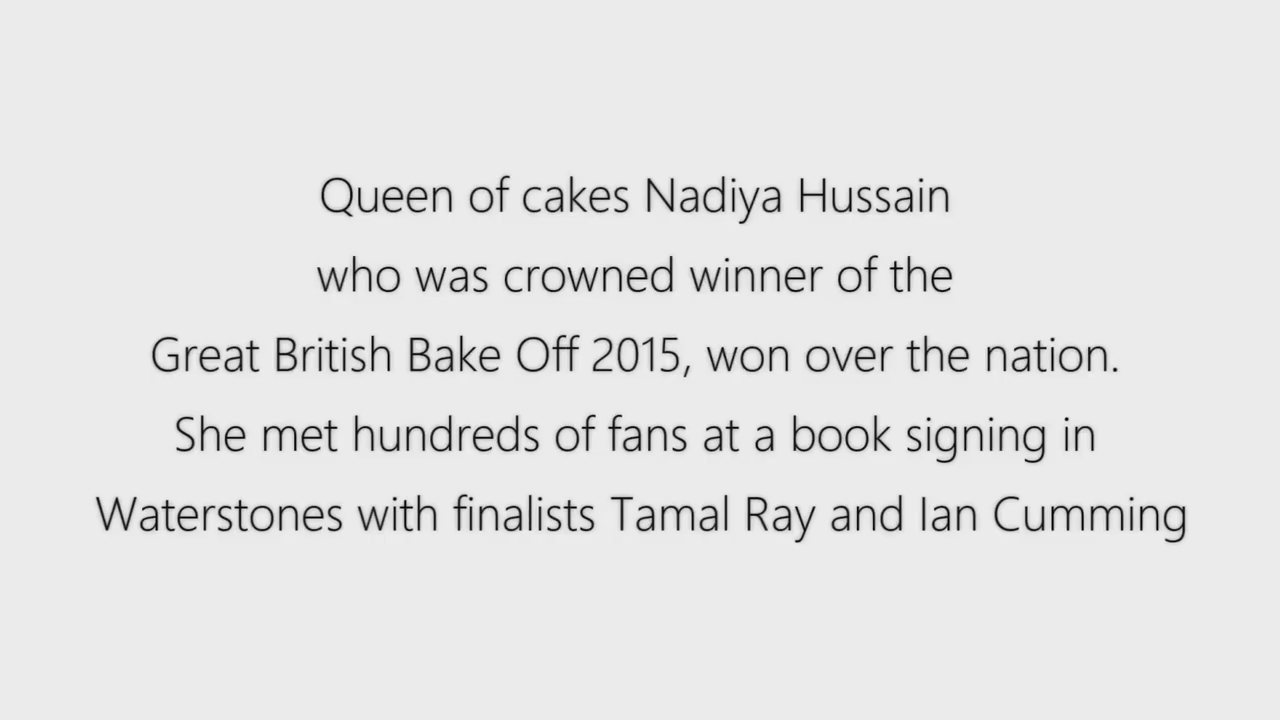 Queen of cakes Nadiya Hussain
who was crowned winner of the
Great British Bake Off 2015, won over the nation.
She met hundreds of fans at a book signing in
Waterstones with finalists Tamal Ray and Ian Cumming